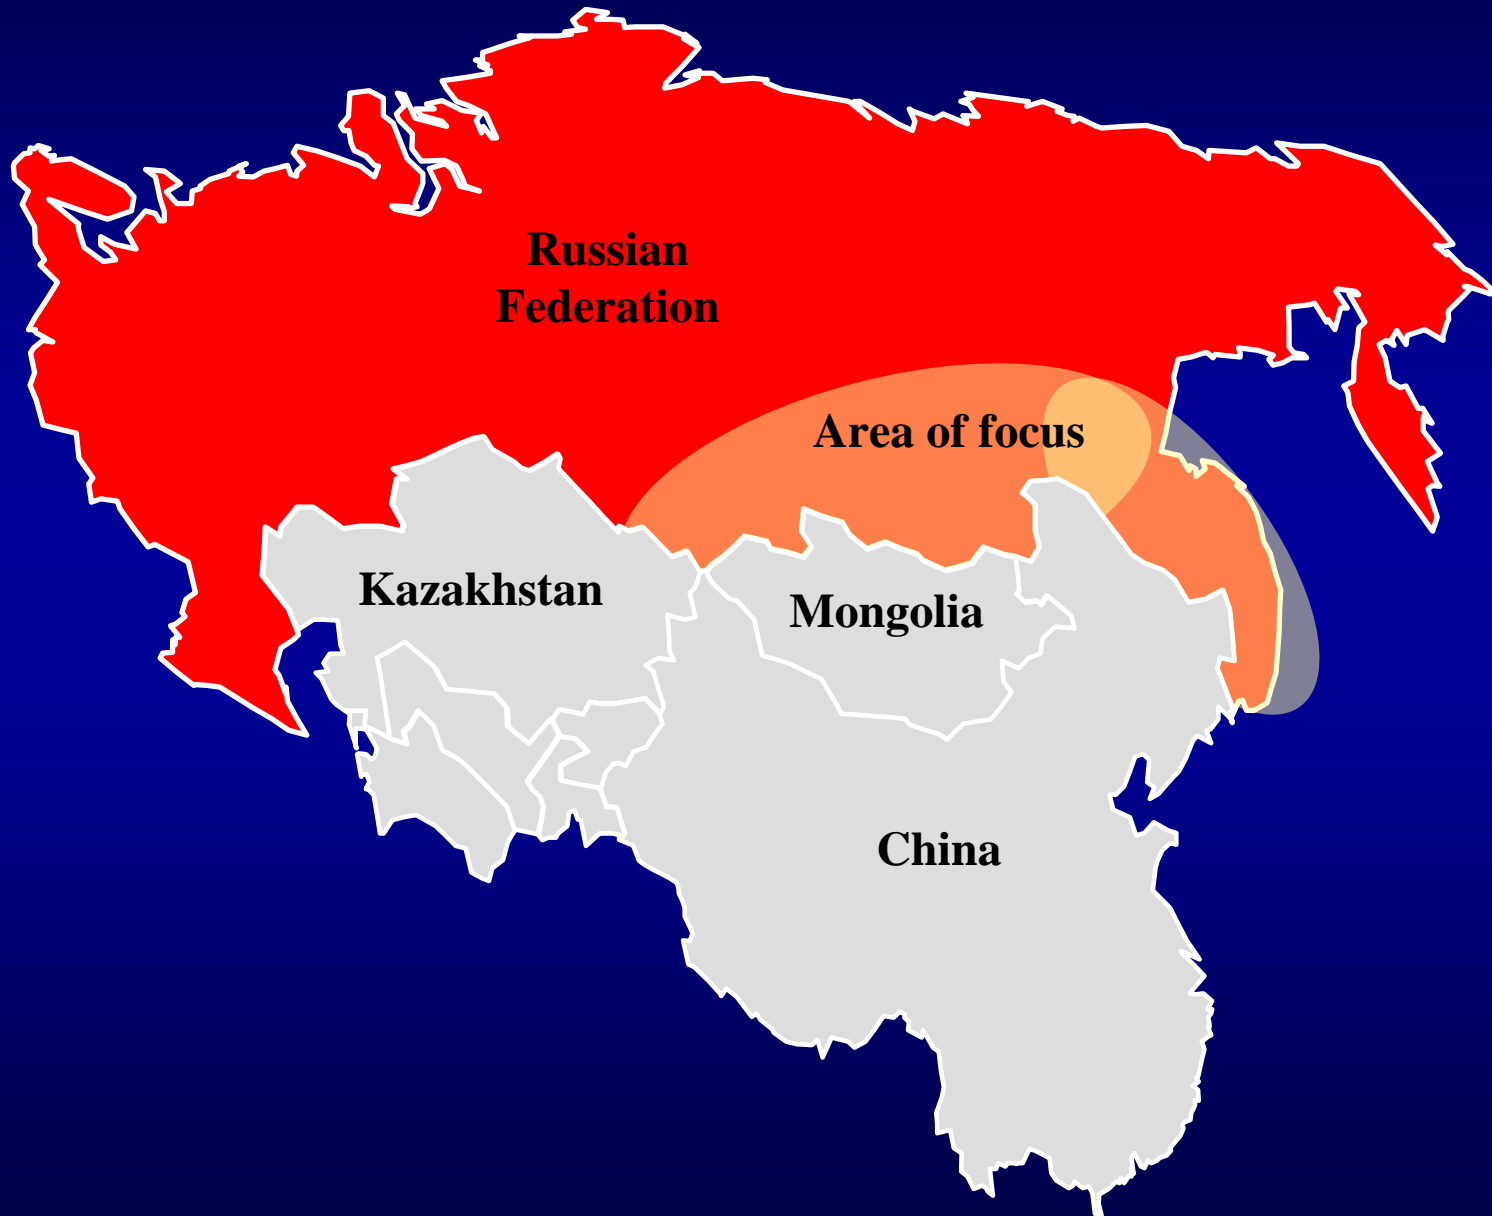 Russian
Federation
Area of focus
Kazakhstan
Mongolia
China